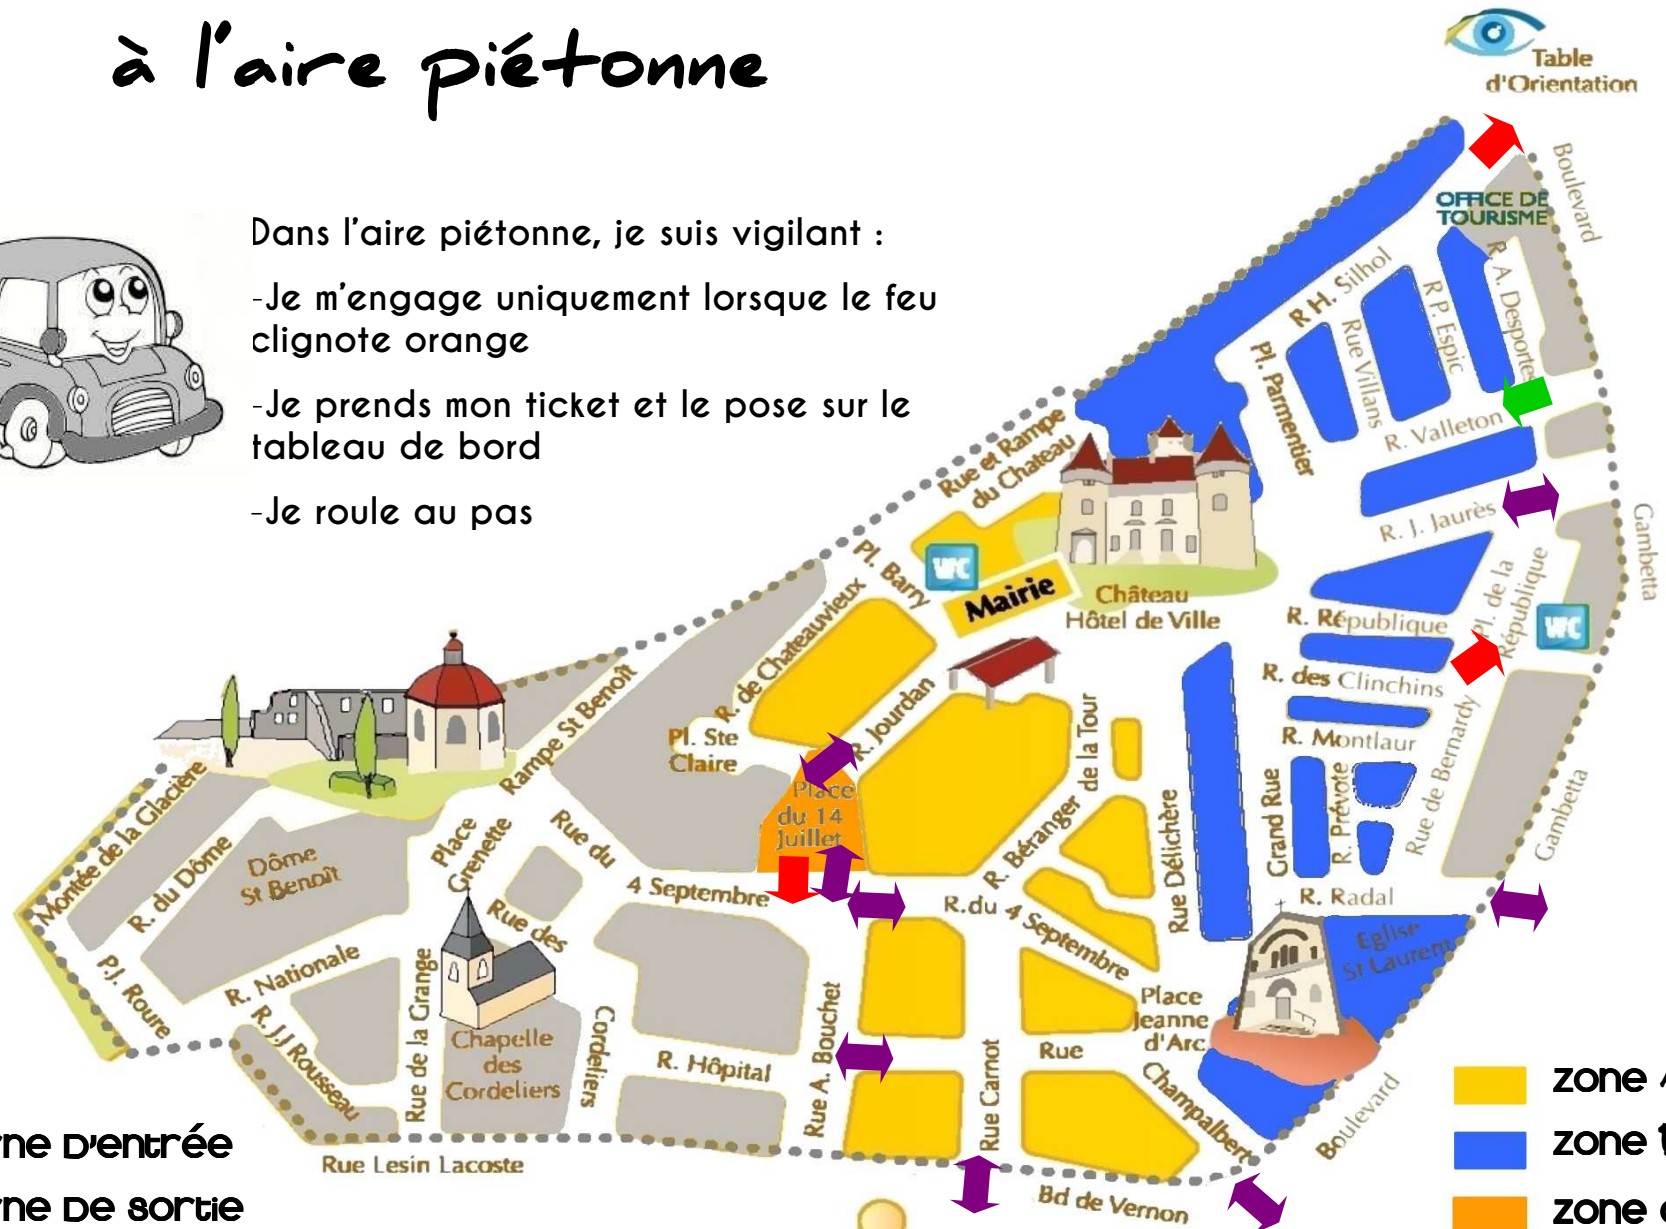 à l'aire piétonne
Table
d'Orientation
Boulevard
OFFICE DE
TOURISME
Dans l'aire piétonne, je suis vigilant :
-Je m'engage uniquement lorsque le feu
clignote orange
-Je prends mon ticket et le pose sur le
tableau de bord
-Je roule au pas
R H. Silhol
R P. Espic
R. A. Desportes
Rue Villans
Pl. Parmentier
R. Valleton
Rue et Rampe
du Chateau
R. J. Jaurès
Gambetta
Pl. Barry
WC
Mairie
Château
Hôtel de Ville
Pl. de la
République
R. République
WC
R. de Chateauvieux
R. des Clinchins
R. Jourdan
Rampe St Benoît
Pl. Ste
Claire
de la Tour
R. Montlaur
Rue de Bernardy
Montée de la Glacière
Place
du 14
Juillet
Grand Rue
R. Prévote
Gambetta
R. du Dôme
Dôme
St Benoît
Place
Grenette
Rue du
4 Septembre
R. Béranger
Rue Délichère
R. Radal
R.du 4 Septembre
Rue des
Cordeliers
Eglise
St Laurent
P.J. Roure
R. Nationale
R. J.J Rousseau
Rue de la Grange
Chapelle
des
Cordeliers
R. Hôpital
Rue A. Bouchet
Rue Carnot
Place
Jeanne
d'Arc
Rue
Champalbert
Boulevard
zone
zone
zone
rne D'entrée
rne De sortie
Rue Lesin Lacoste
Bd de Vernon